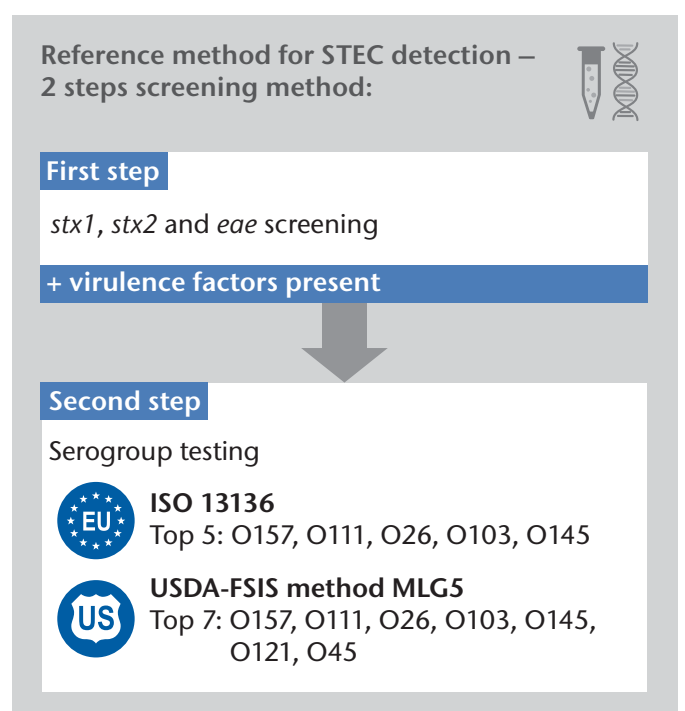 Reference method for STEC detection –
2 steps screening method:
First step
stx1, stx2 and eae screening
+ virulence factors present
Second step
Serogroup testing
EU
ISO 13136
Top 5: O157, O111, O26, O103, O145
US
USDA-FSIS method MLG5
Top 7: O157, O111, O26, O103, O145,
O121, O45